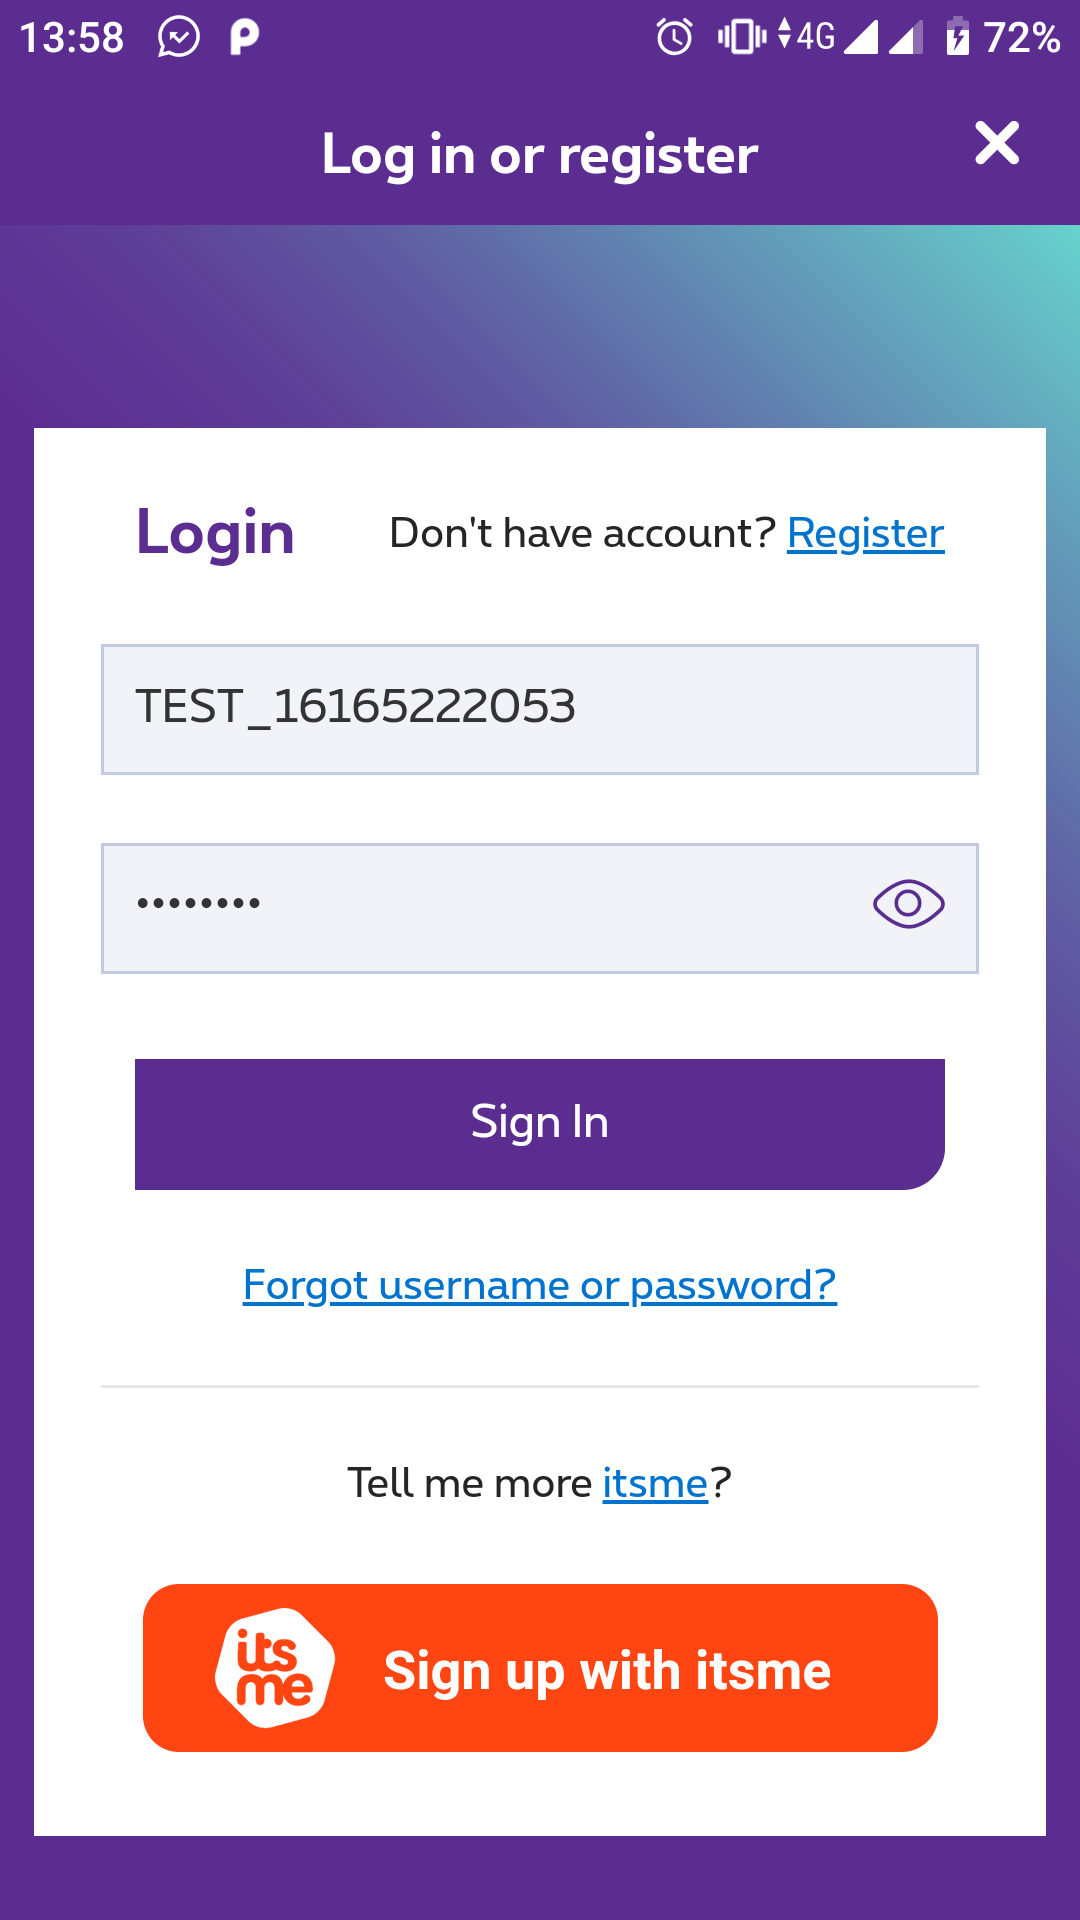 13:58 4G 72%
Log in or register
Login Don't have account? Register
TEST_16165222053
••••••••
Sign In
Forgot username or password?
Tell me more itsme?
its
me
Sign up with itsme